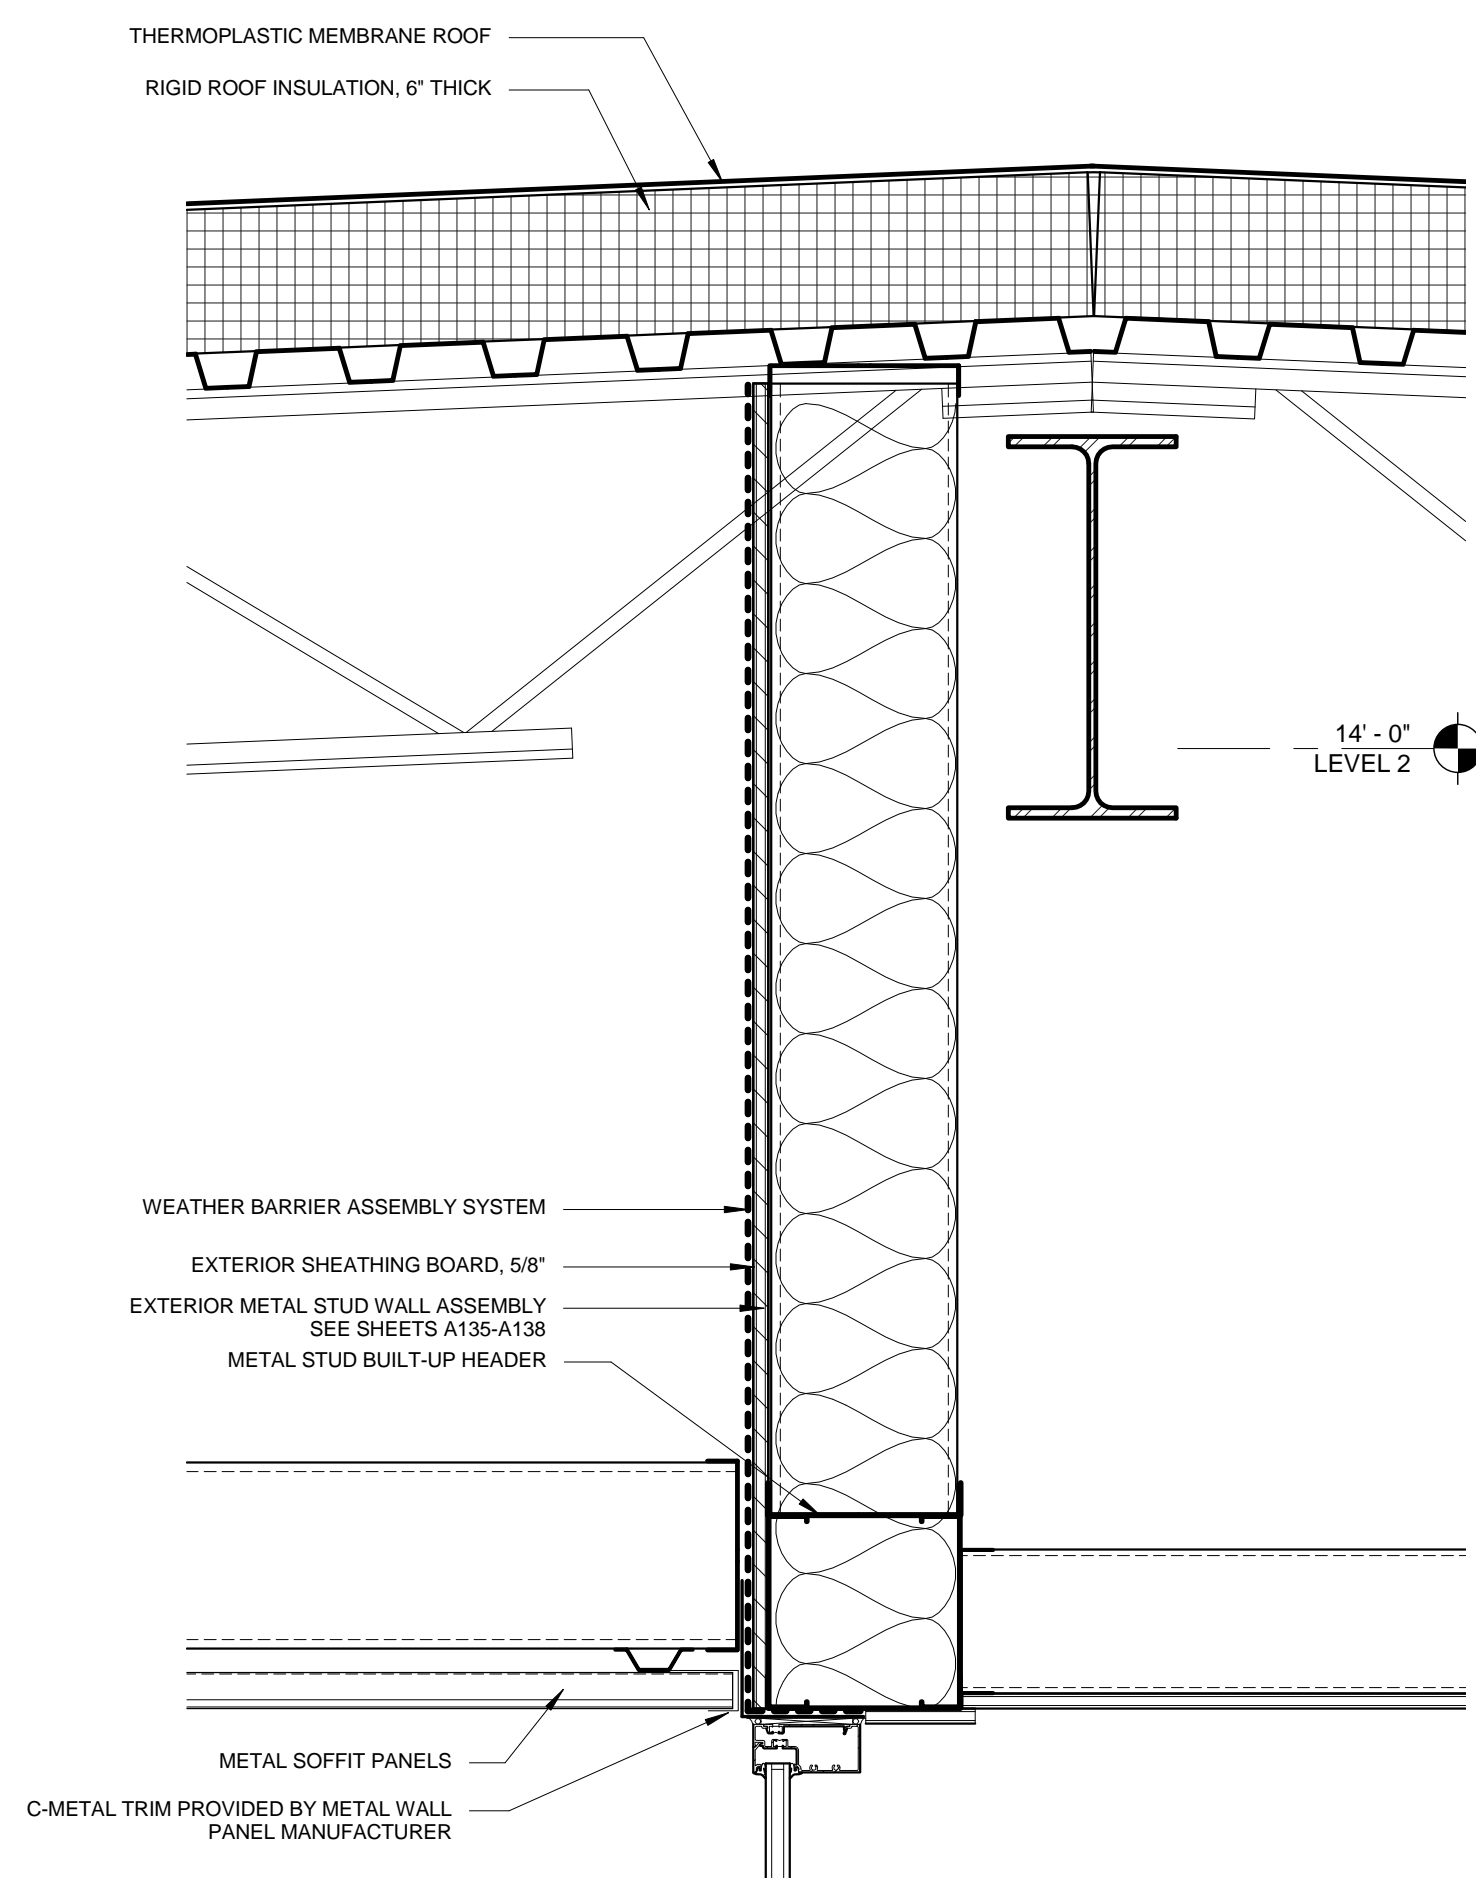 THERMOPLASTIC MEMBRANE ROOF
RIGID ROOF INSULATION, 6" THICK
14' - 0"
LEVEL 2
WEATHER BARRIER ASSEMBLY SYSTEM
EXTERIOR SHEATHING BOARD, 5/8"
EXTERIOR METAL STUD WALL ASSEMBLY
SEE SHEETS A135-A138
METAL STUD BUILT-UP HEADER
METAL SOFFIT PANELS
C-METAL TRIM PROVIDED BY METAL WALL
PANEL MANUFACTURER